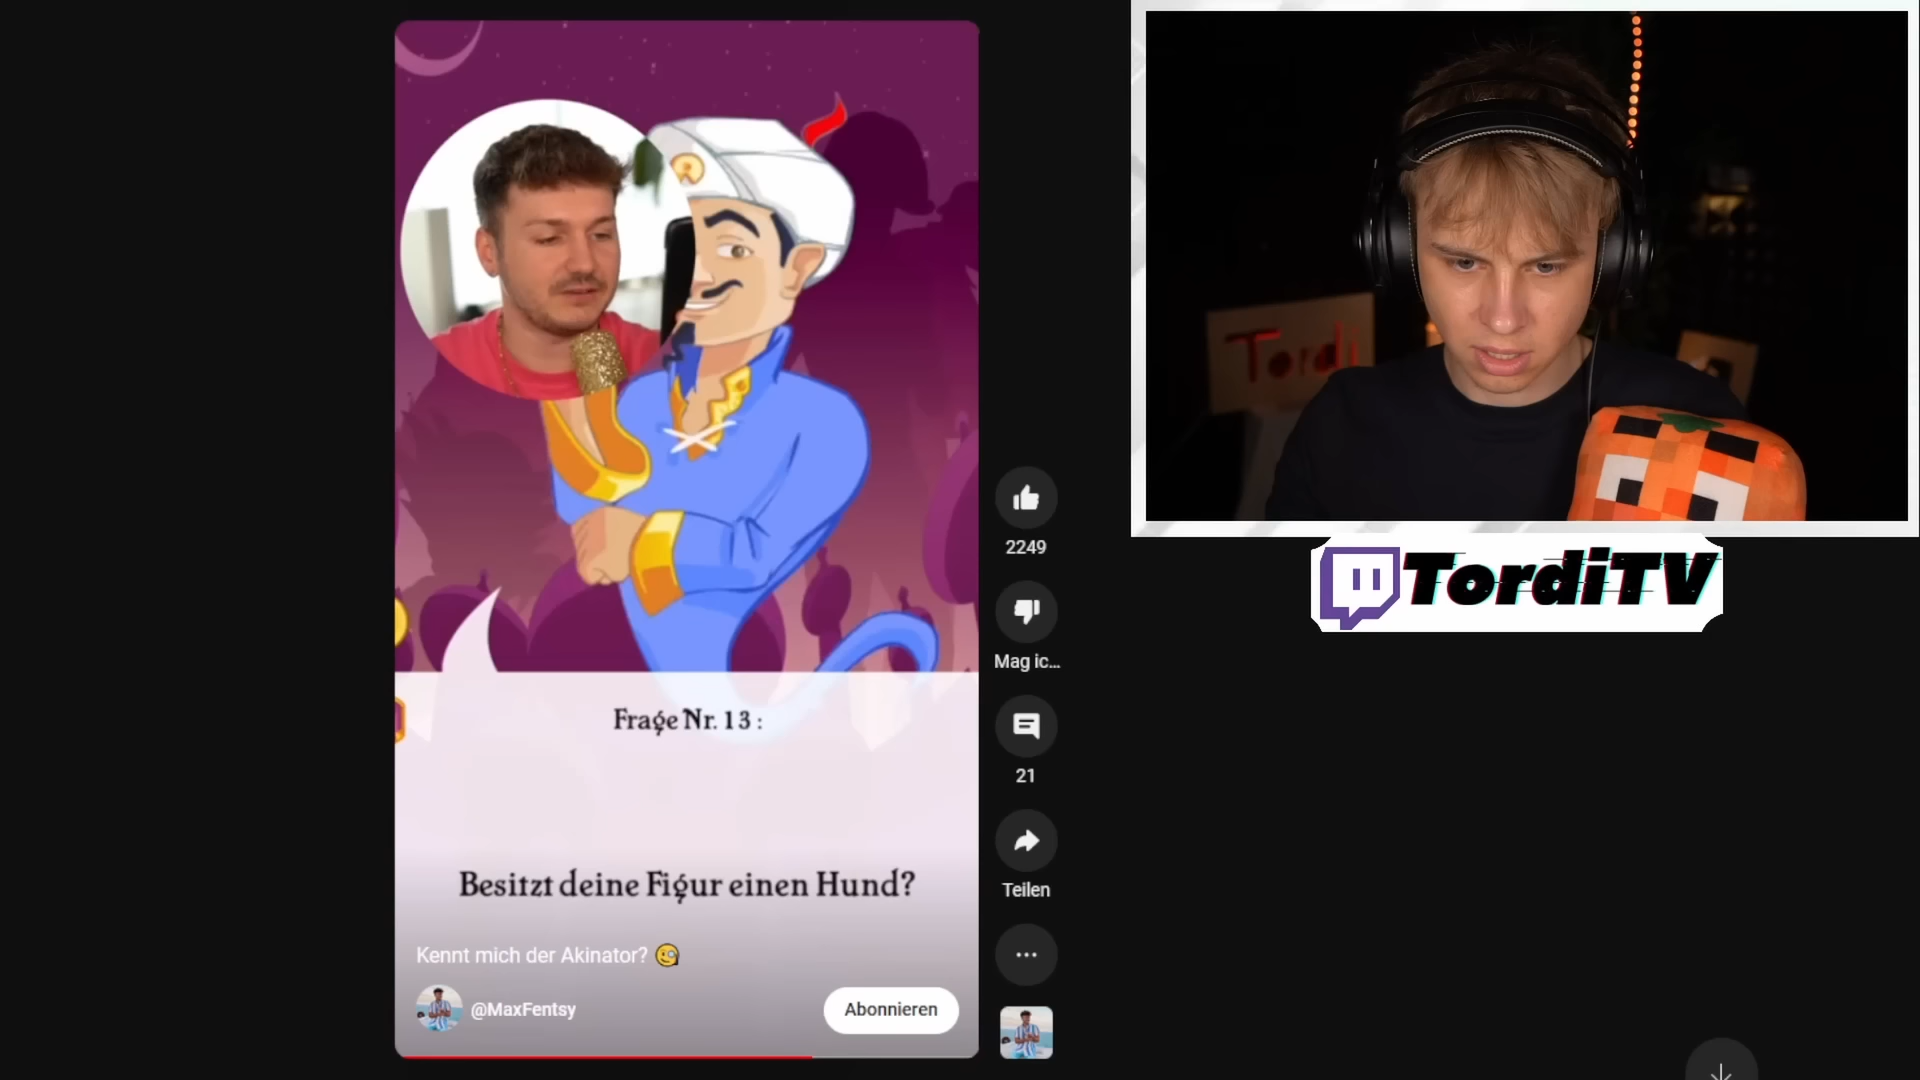 Frage Nr. 13 :
Besitzt deine Figur einen Hund?
Kennt mich der Akinator?
@MaxFentsy
Abonnieren
2249
Mag ic...
21
Teilen
Tordi
TordiTV